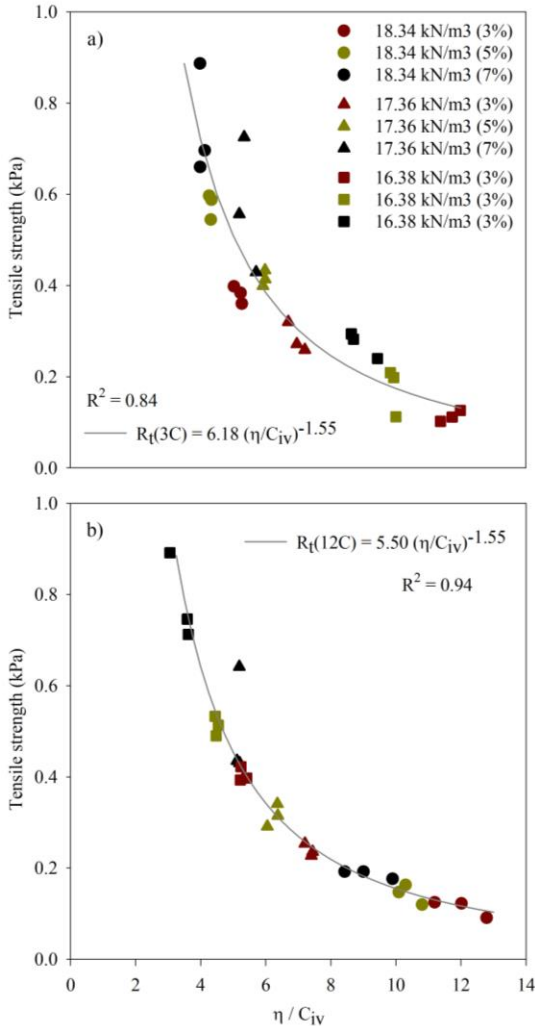 a)
18.34 kN/m3 (3%)
18.34 kN/m3 (5%)
18.34 kN/m3 (7%)
17.36 kN/m3 (3%)
17.36 kN/m3 (5%)
17.36 kN/m3 (7%)
16.38 kN/m3 (3%)
16.38 kN/m3 (3%)
16.38 kN/m3 (3%)
Tensile strength (kPa)
1.0
0.8
0.6
0.4
0.2
0.0
R² = 0.84
Rt(3C) = 6.18 (η/Civ)-1.55
b)
Rt(12C) = 5.50 (η/Civ)-1.55
R² = 0.94
Tensile strength (kPa)
1.0
0.8
0.6
0.4
0.2
0.0
0 2 4 6 8 10 12 14
η / Civ